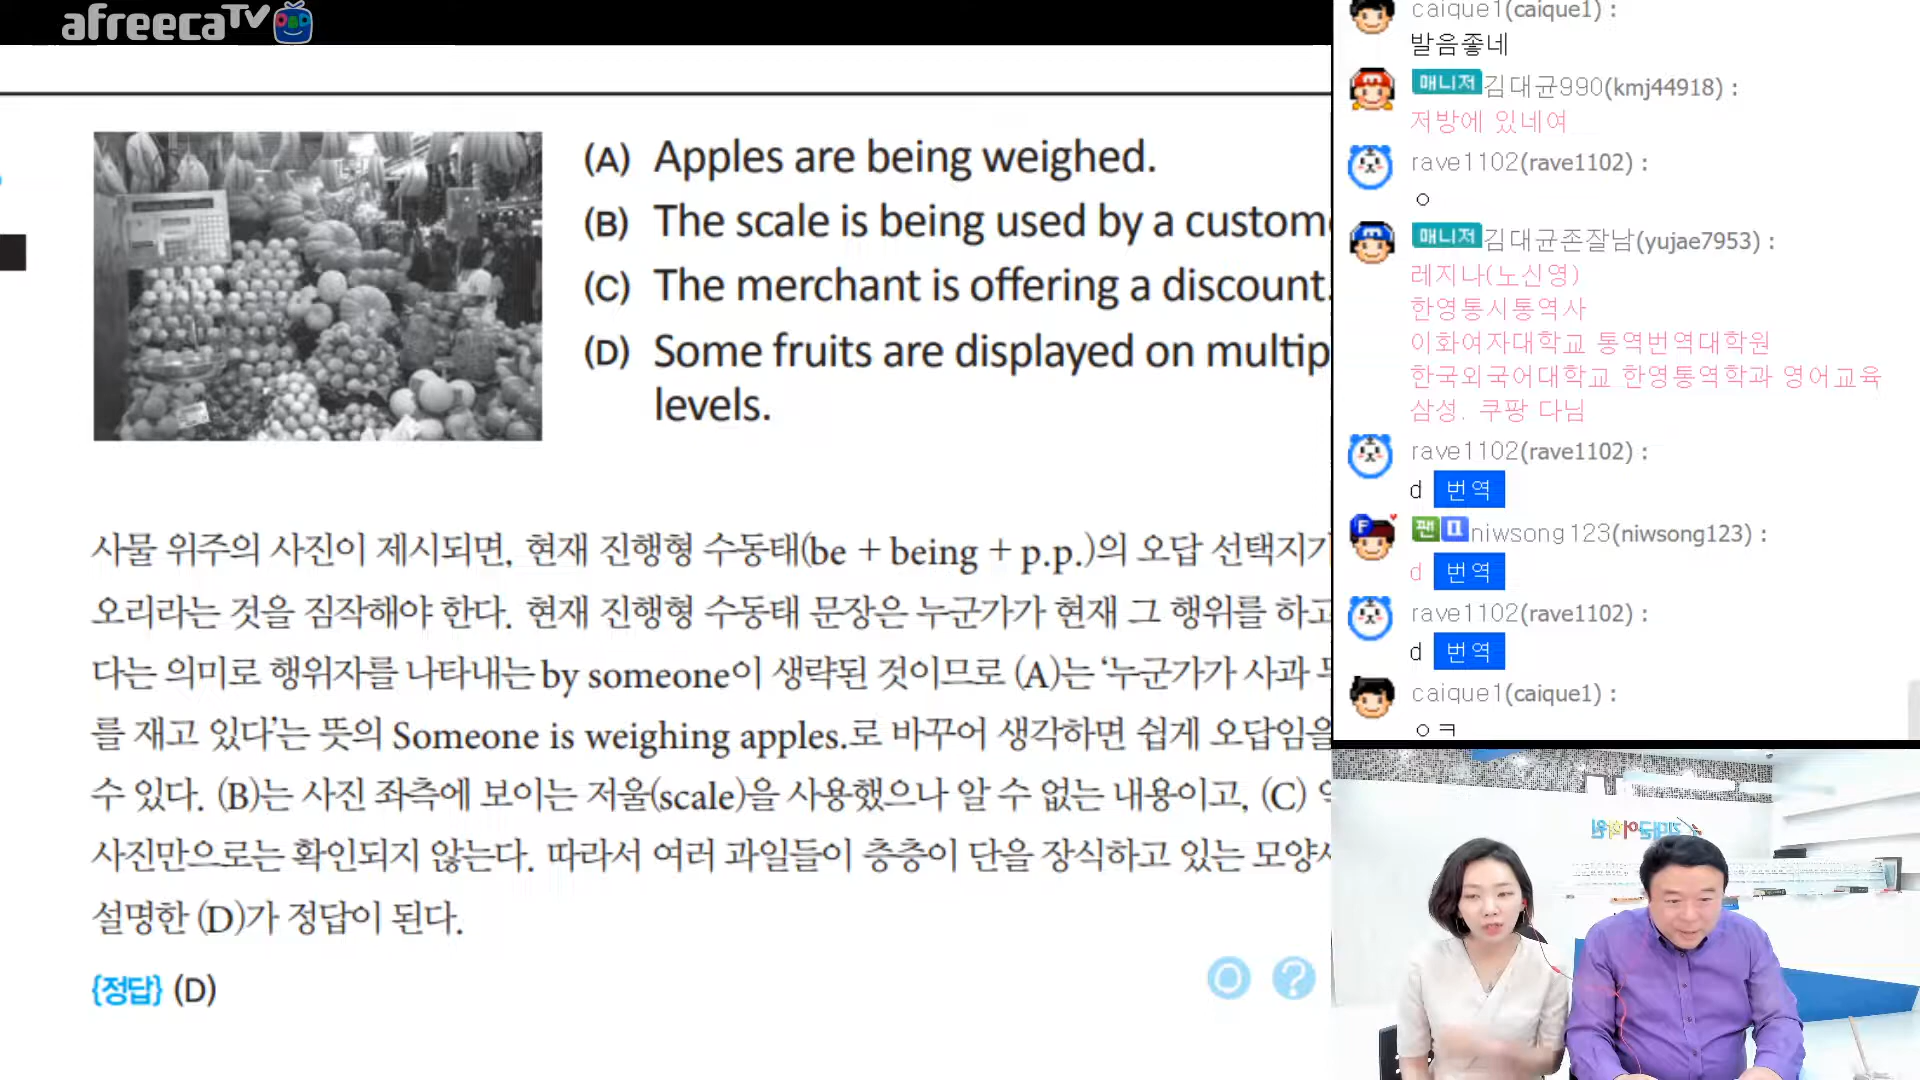 afreecaTV
(A) Apples are being weighed.
(B) The scale is being used by a custom
(C) The merchant is offering a discount.
(D) Some fruits are displayed on multip
levels.
사물 위주의 사진이 제시되면, 현재 진행형 수동태(be + being + p.p.)의 오답 선택지가
오리라는 것을 짐작해야 한다. 현재 진행형 수동태 문장은 누군가가 현재 그 행위를 하고
다는 의미로 행위자를 나타내는 by someone이 생략된 것이므로 (A)는 ‘누군가가 사과
를 재고 있다’는 뜻의 Someone is weighing apples.로 바꾸어 생각하면 쉽게 오답임을
수 있다. (B)는 사진 좌측에 보이는 저울(scale)을 사용했으나 알 수 없는 내용이고, (C)
사진만으로는 확인되지 않는다. 따라서 여러 과일들이 층층이 단을 장식하고 있는
설명한 (D)가 정답이 된다.
{정답} (D)
?
caique1(caique1) :
발음좋네
매니저 김대균990(kmj44918) :
저방에 있네여
rave1102(rave1102) :
ㅇ
매니저 김대균존잘남(yujae7953) :
레지나(노신영)
한영통시통역사
이화여자대학교 통역번역대학원
한국외국어대학교 한영통역학과 영어교육
삼성. 쿠팡 다님
rave1102(rave1102) :
d 번역
팬 niwsong123(niwsong123) :
d 번역
rave1102(rave1102) :
d 번역
caique1(caique1) :
ㅇㅋ
김대균어학원